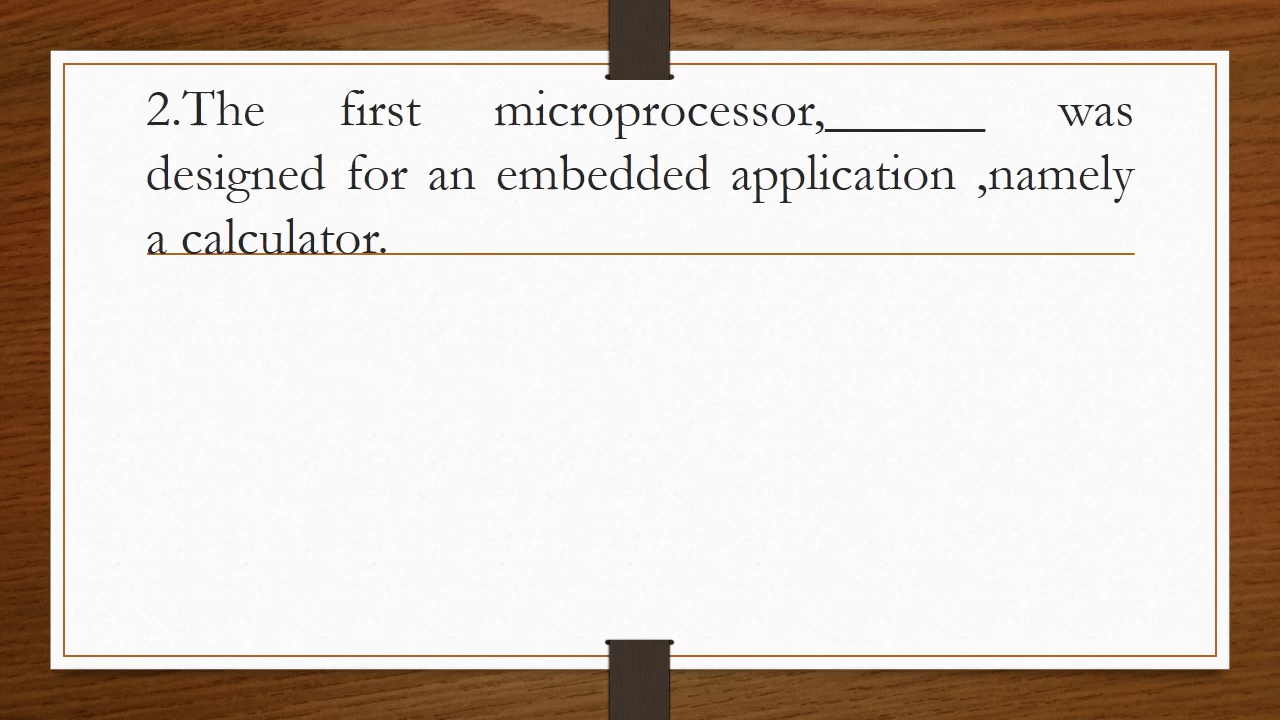 2.The first microprocessor,______ was
designed for an embedded application ,namely
a calculator.